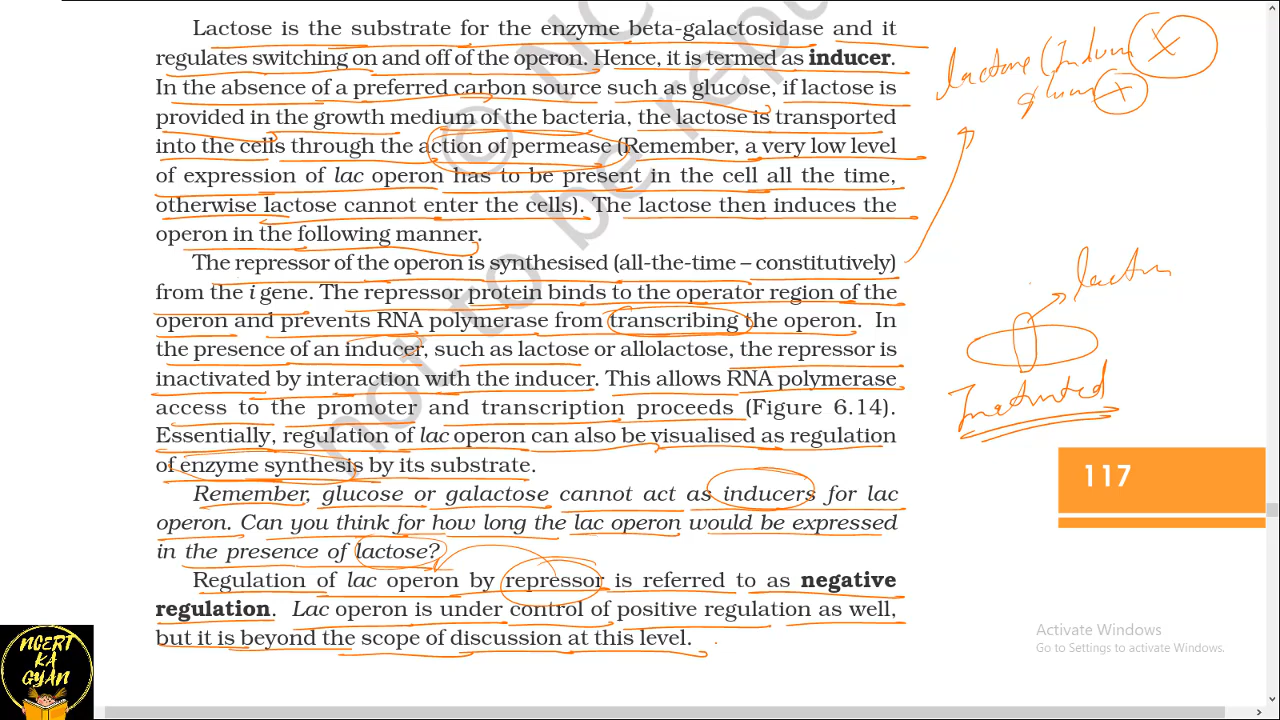 Lactose is the substrate for the enzyme beta-galactosidase and it
regulates switching on and off of the operon. Hence, it is termed as inducer.
In the absence of a preferred carbon source such as glucose, if lactose is
provided in the growth medium of the bacteria, the lactose is transported
into the cells through the action of permease (Remember, a very low level
of expression of lac operon has to be present in the cell all the time,
otherwise lactose cannot enter the cells). The lactose then induces the
operon in the following manner.
The repressor of the operon is synthesised (all-the-time – constitutively)
from the i gene. The repressor protein binds to the operator region of the
operon and prevents RNA polymerase from transcribing the operon. In
the presence of an inducer, such as lactose or allolactose, the repressor is
inactivated by interaction with the inducer. This allows RNA polymerase
access to the promoter and transcription proceeds (Figure 6.14).
Essentially, regulation of lac operon can also be visualised as regulation
of enzyme synthesis by its substrate.
Remember, glucose or galactose cannot act as inducers for lac
operon. Can you think for how long the lac operon would be expressed
in the presence of lactose?
Regulation of lac operon by repressor is referred to as negative
regulation. Lac operon is under control of positive regulation as well,
but it is beyond the scope of discussion at this level.
lactose
117
not to be rep
© NC
NCERT
KA
GYAN
Activate Windows
Go to Settings to activate Windows.